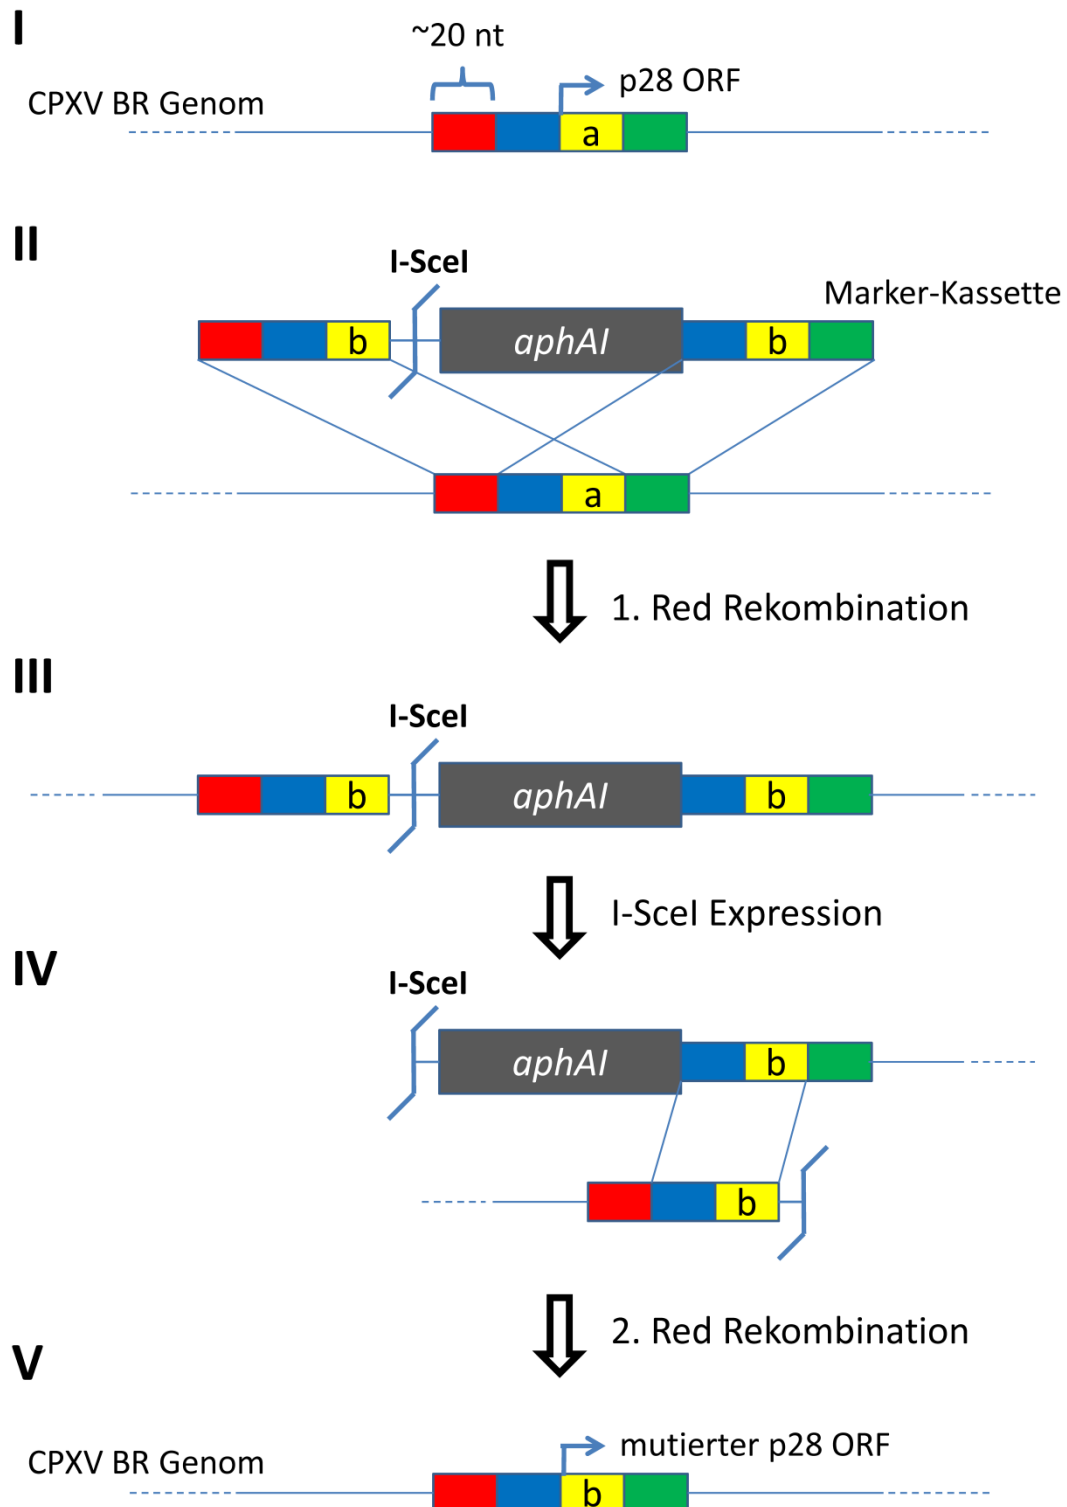 I
~20 nt
p28 ORF
CPXV BR Genom
a
II
I-SceI
Marker-Kassette
b
aphAI
b
a
1. Red Rekombination
III
I-SceI
b
aphAI
b
I-SceI Expression
IV
I-SceI
aphAI
b
b
2. Red Rekombination
V
mutierter p28 ORF
CPXV BR Genom
b